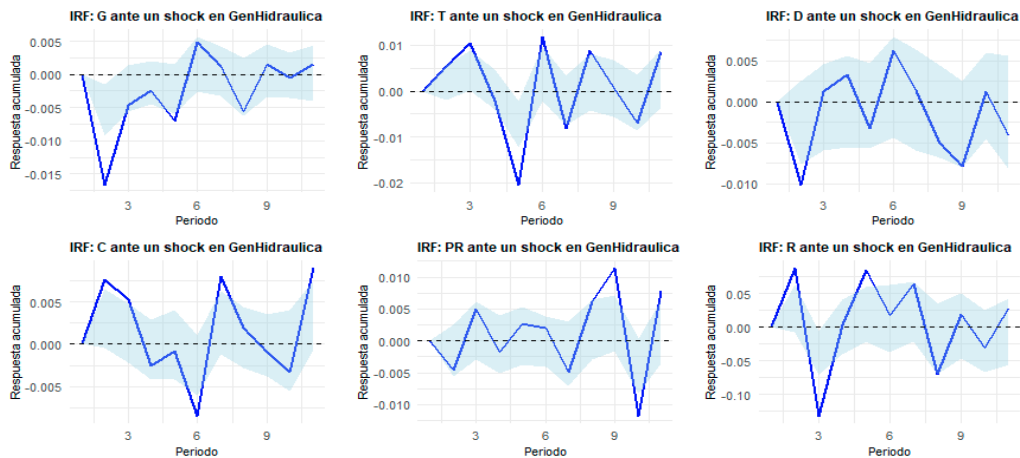 IRF: G ante un shock en GenHidraulica
IRF: T ante un shock en GenHidraulica
IRF: D ante un shock en GenHidraulica
Respuesta acumulada
0.005
0.000
-0.005
-0.010
-0.015
3
6
9
Periodo
Respuesta acumulada
0.01
0.00
-0.01
-0.02
3
6
9
Periodo
Respuesta acumulada
0.005
0.000
-0.005
-0.010
3
6
9
Periodo
IRF: C ante un shock en GenHidraulica
IRF: PR ante un shock en GenHidraulica
IRF: R ante un shock en GenHidraulica
Respuesta acumulada
0.005
0.000
-0.005
3
6
9
Periodo
Respuesta acumulada
0.010
0.005
0.000
-0.005
-0.010
3
6
9
Periodo
Respuesta acumulada
0.05
0.00
-0.05
-0.10
3
6
9
Periodo